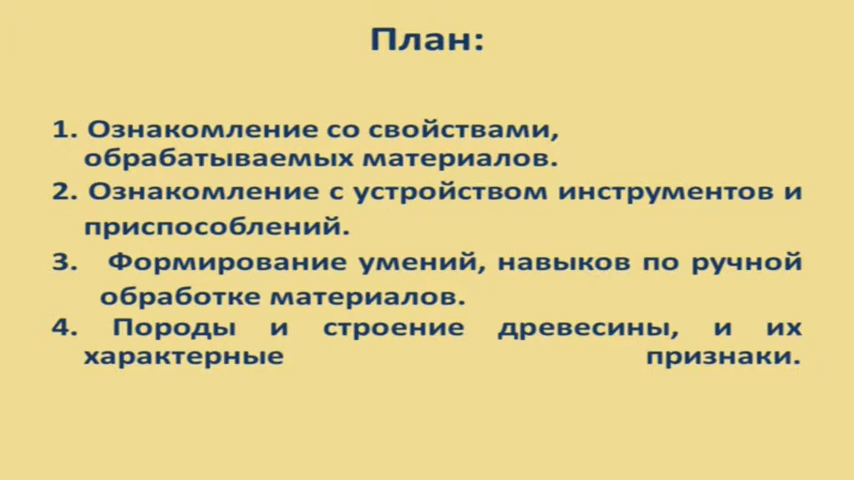 План:
1. Ознакомление со свойствами,
обрабатываемых материалов.
2. Ознакомление с устройством инструментов и
приспособлений.
3. Формирование умений, навыков по ручной
обработке материалов.
4. Породы и строение древесины, и их
характерные признаки.